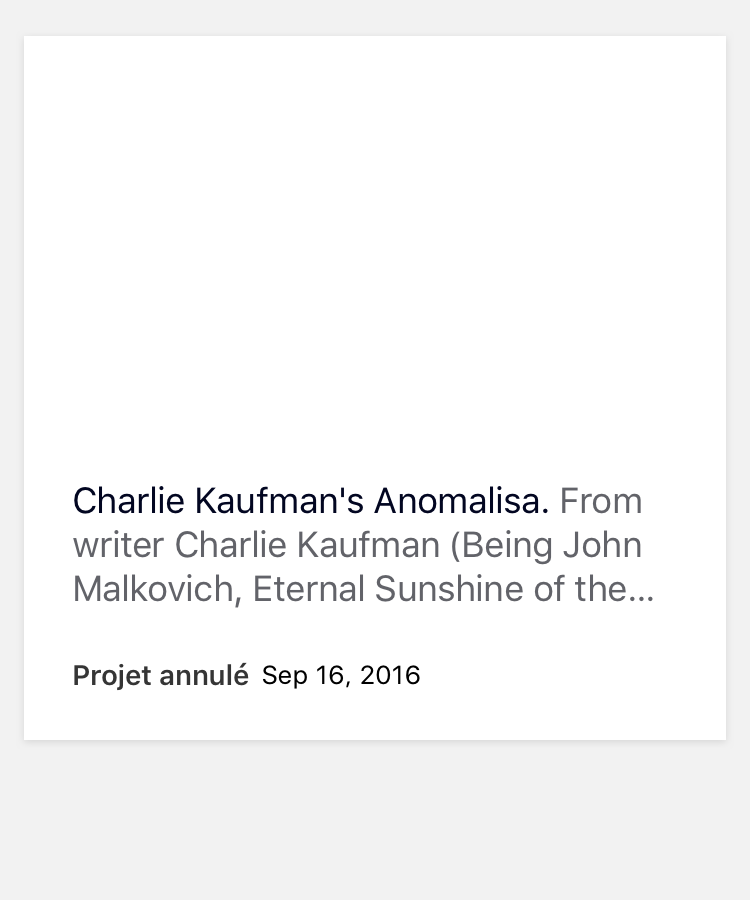 Charlie Kaufman's Anomalisa. From
writer Charlie Kaufman (Being John
Malkovich, Eternal Sunshine of the...
Projet annulé Sep 16, 2016